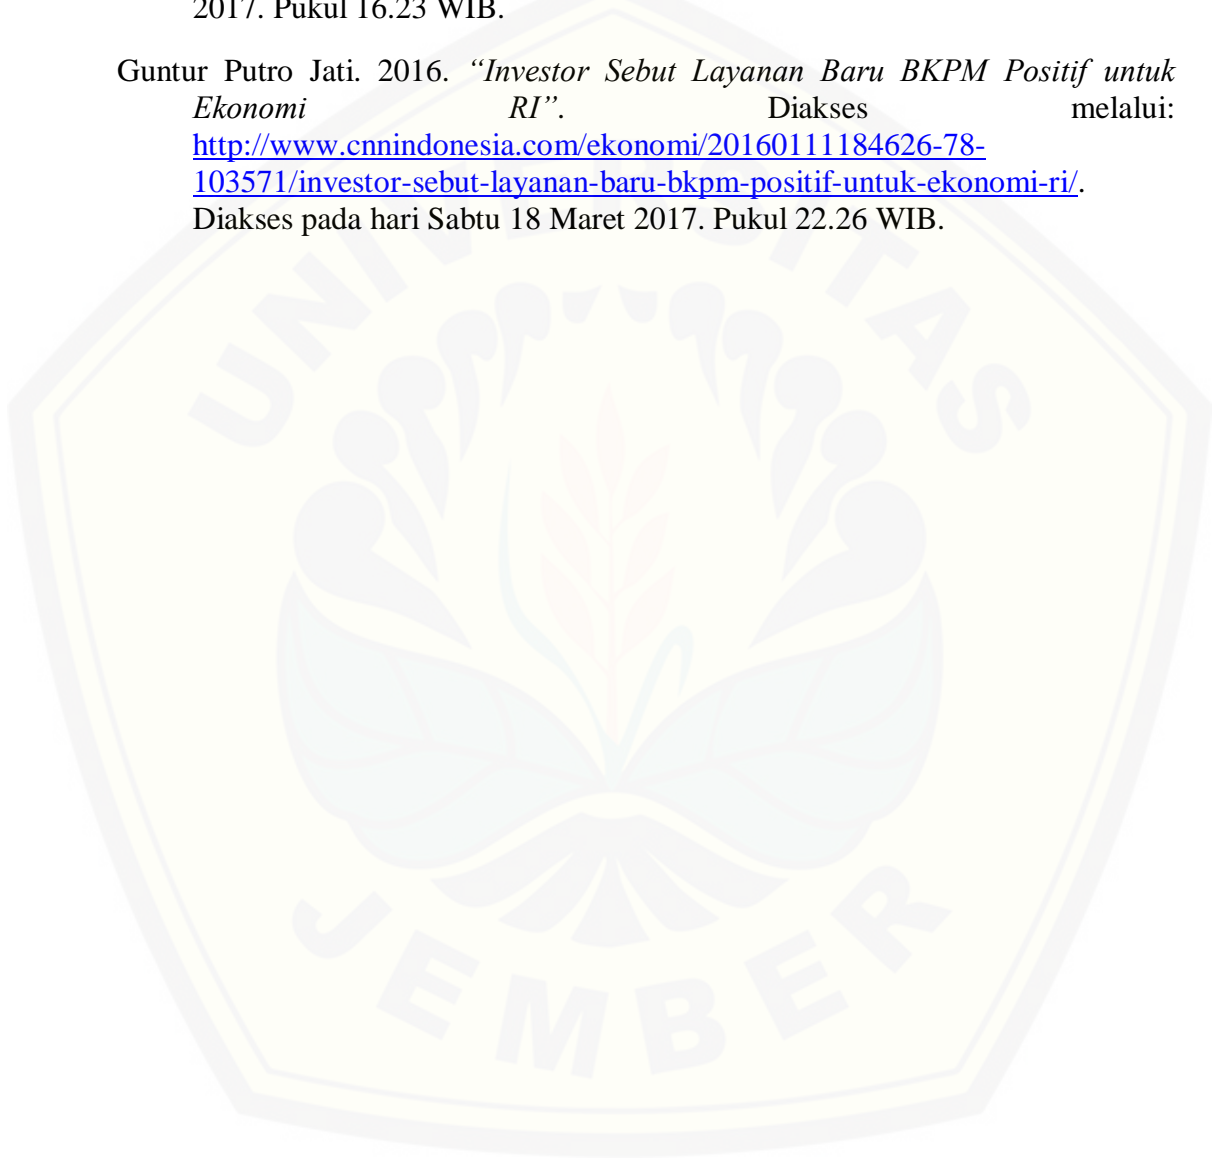 2017. Pukul 16.23 WIB.
Guntur Putro Jati. 2016. “Investor Sebut Layanan Baru BKPM Positif untuk
Ekonomi RI”. Diakses melalui:
http://www.cnnindonesia.com/ekonomi/20160111184626-78-
103571/investor-sebut-layanan-baru-bkpm-positif-untuk-ekonomi-ri/.
Diakses pada hari Sabtu 18 Maret 2017. Pukul 22.26 WIB.
UNIVERSITAS
JEMBER